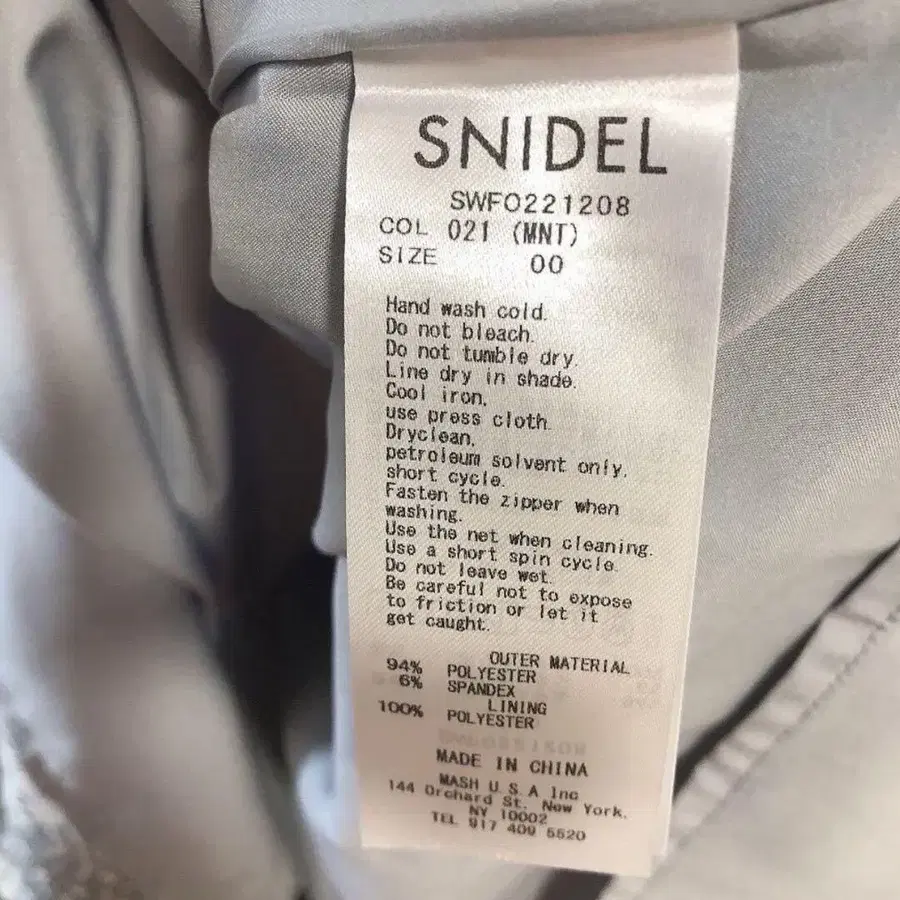 SNIDEL
SWFO221208
COL 021 (MNT)
SIZE 00
Hand wash cold.
Do not bleach.
Do not tumble dry.
Line dry in shade.
Cool iron.
use press cloth.
Dryclean.
petroleum solvent only.
short cycle.
Fasten the zipper when
washing.
Use the net when cleaning.
Use a short spin cycle.
Do not leave wet.
Be careful not to expose
to friction or let it
get caught.
OUTER MATERIAL
94% POLYESTER
6% SPANDEX
LINING
100% POLYESTER
MADE IN CHINA
MASH U.S.A Inc
144 Orchard St. New York.
NY 10002
TEL 917 409 5520